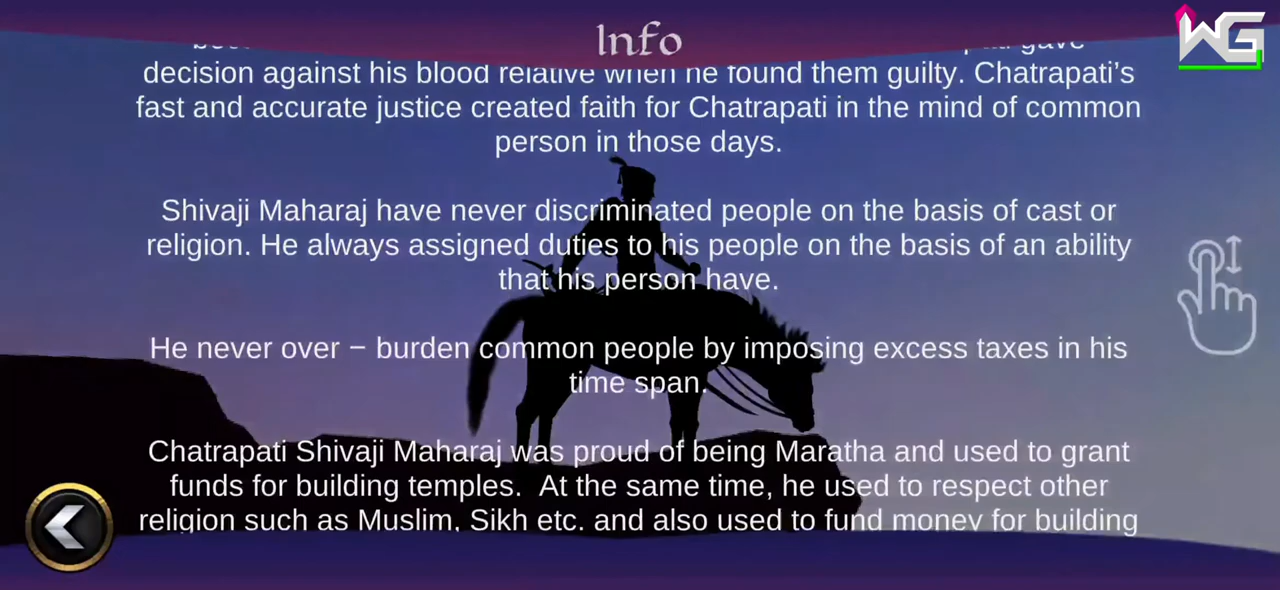 Info
WG
gave
decision against his blood relative when he found them guilty. Chatrapati's
fast and accurate justice created faith for Chatrapati in the mind of common
person in those days.
Shivaji Maharaj have never discriminated people on the basis of cast or
religion. He always assigned duties to his people on the basis of an ability
that his person have.
He never over – burden common people by imposing excess taxes in his
time span.
Chatrapati Shivaji Maharaj was proud of being Maratha and used to grant
funds for building temples.  At the same time, he used to respect other
religion such as Muslim, Sikh etc. and also used to fund money for building